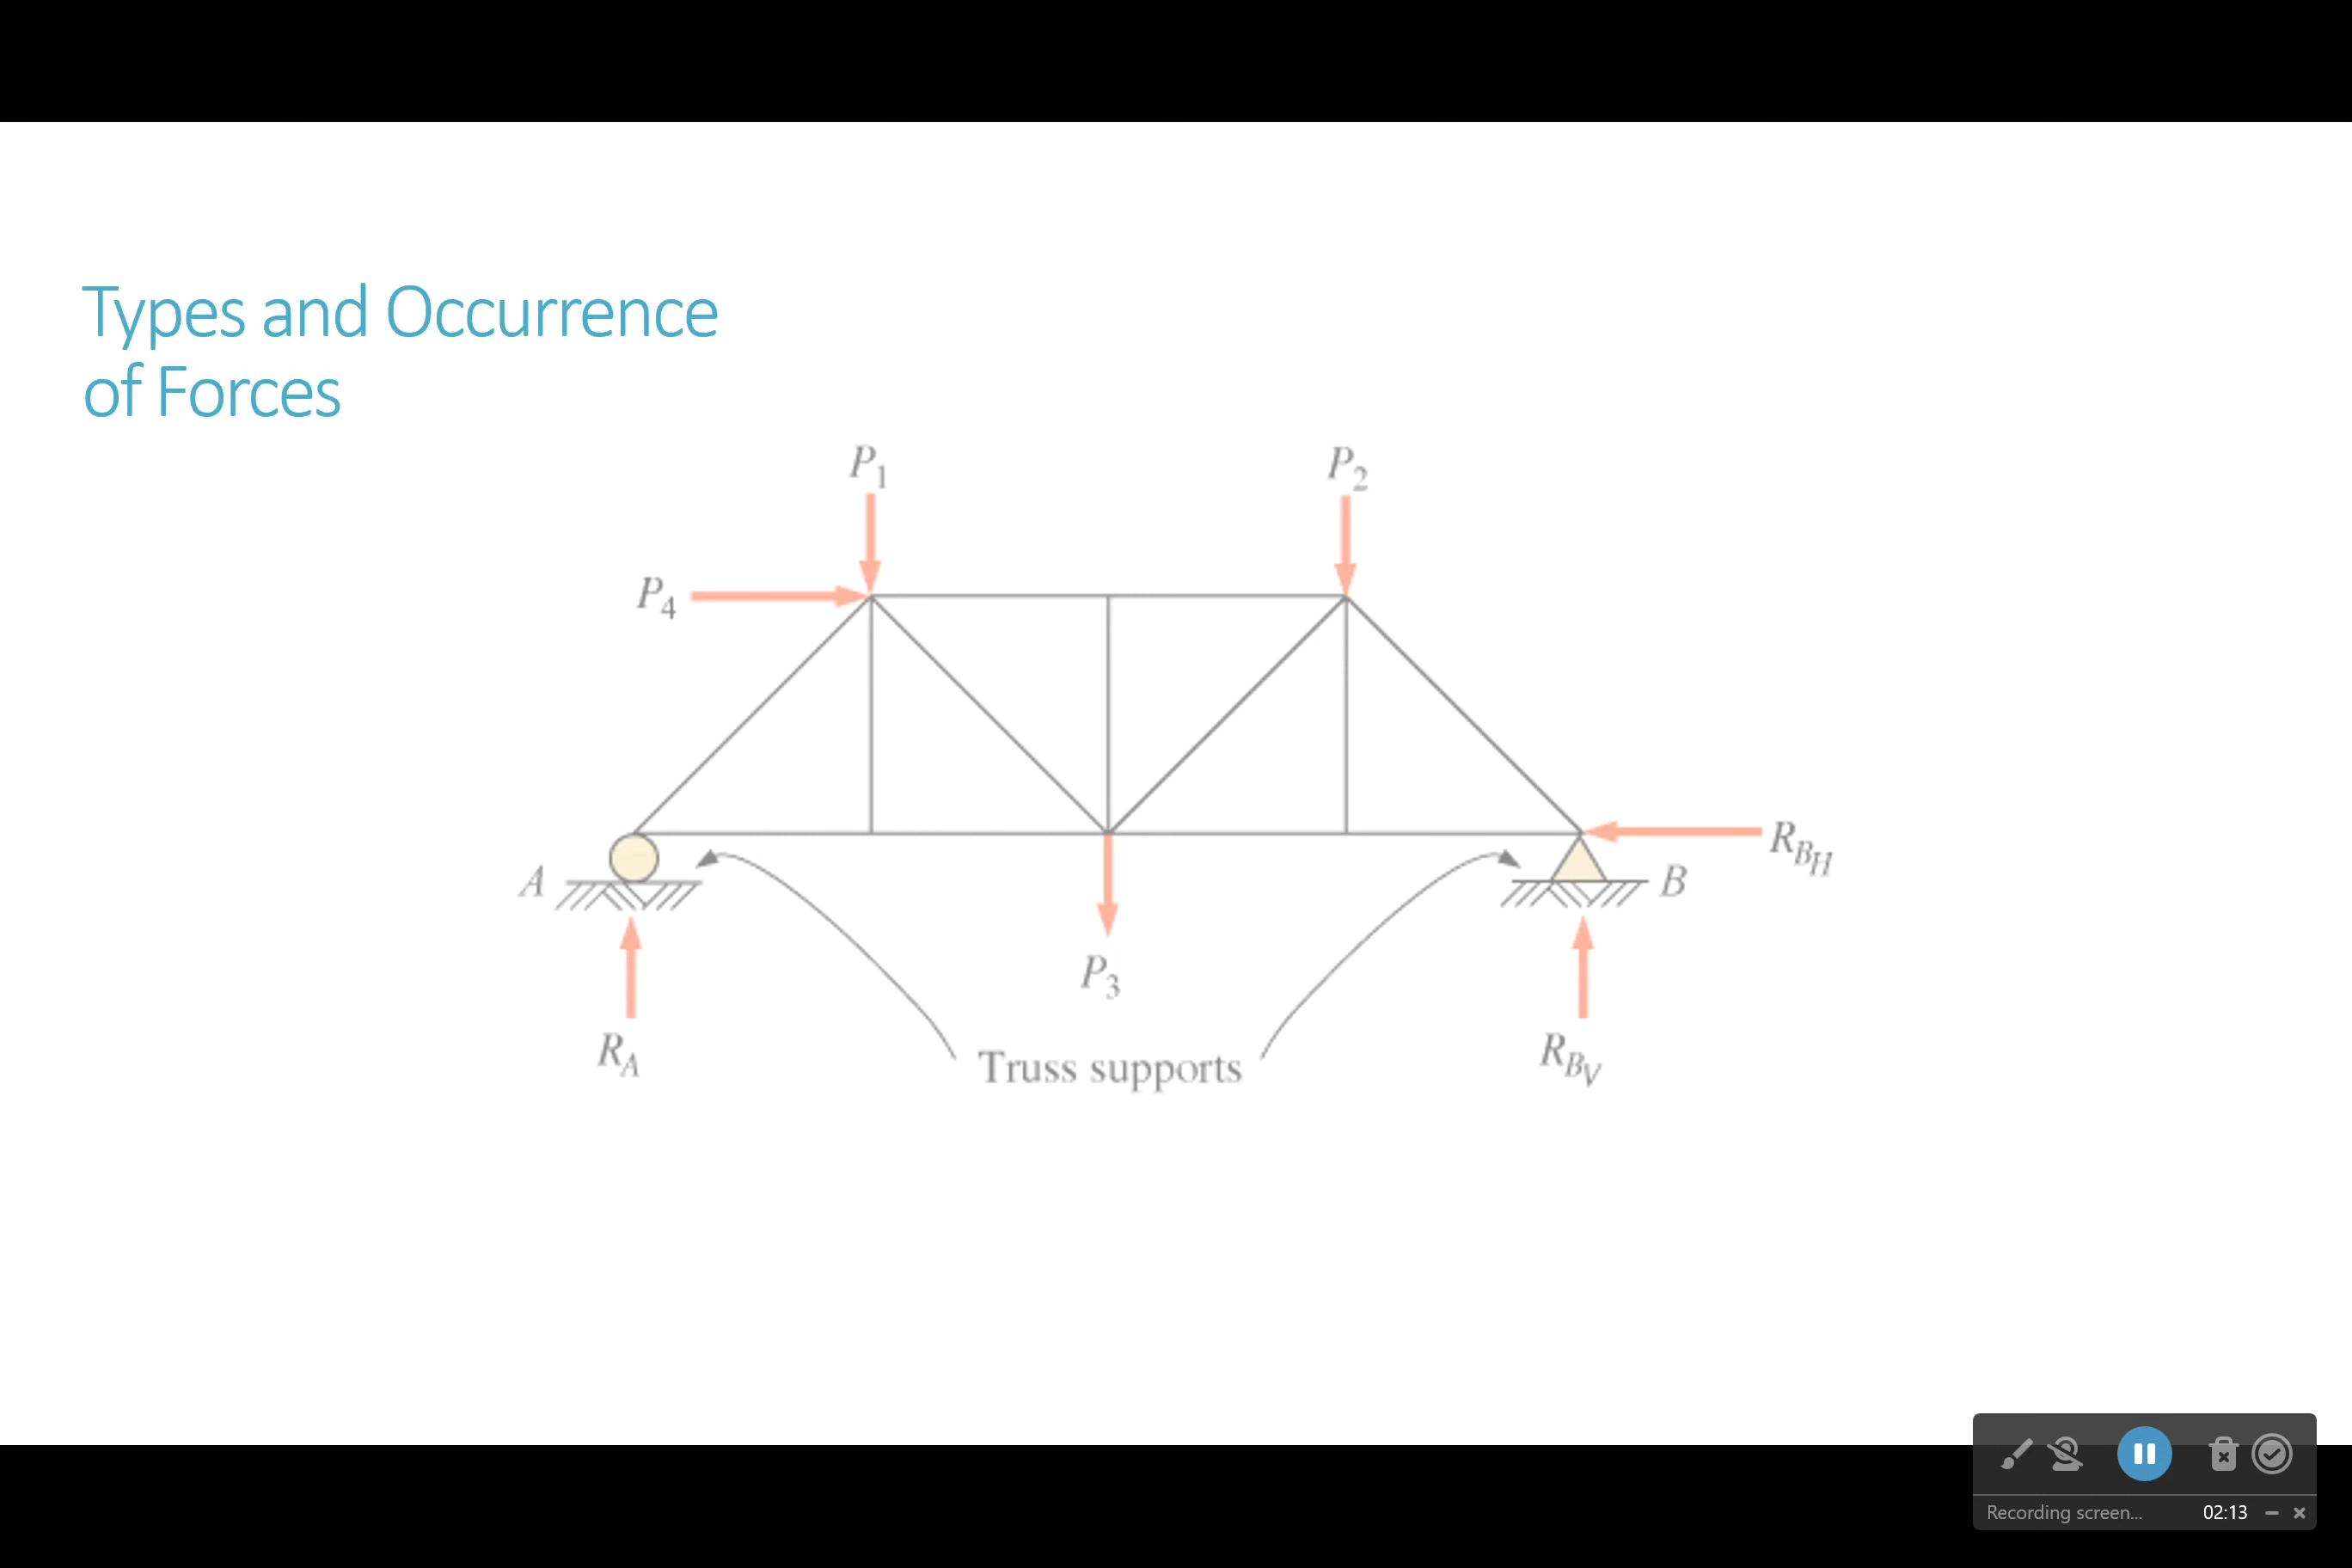 Types and Occurrence
of Forces
P1
P2
P4
RBH
A
B
P3
RA
Truss supports
RBV
Recording screen...
02:13